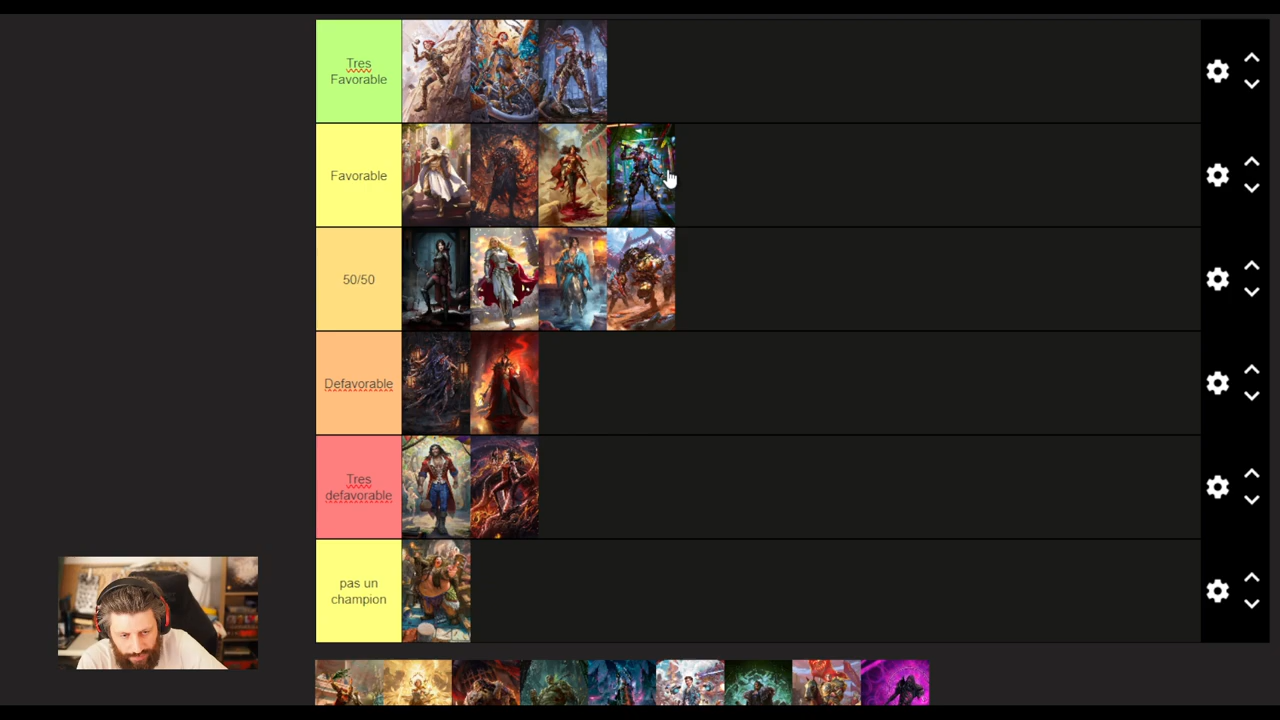 Tres
Favorable
Favorable
50/50
Defavorable
Tres
defavorable
pas un
champion